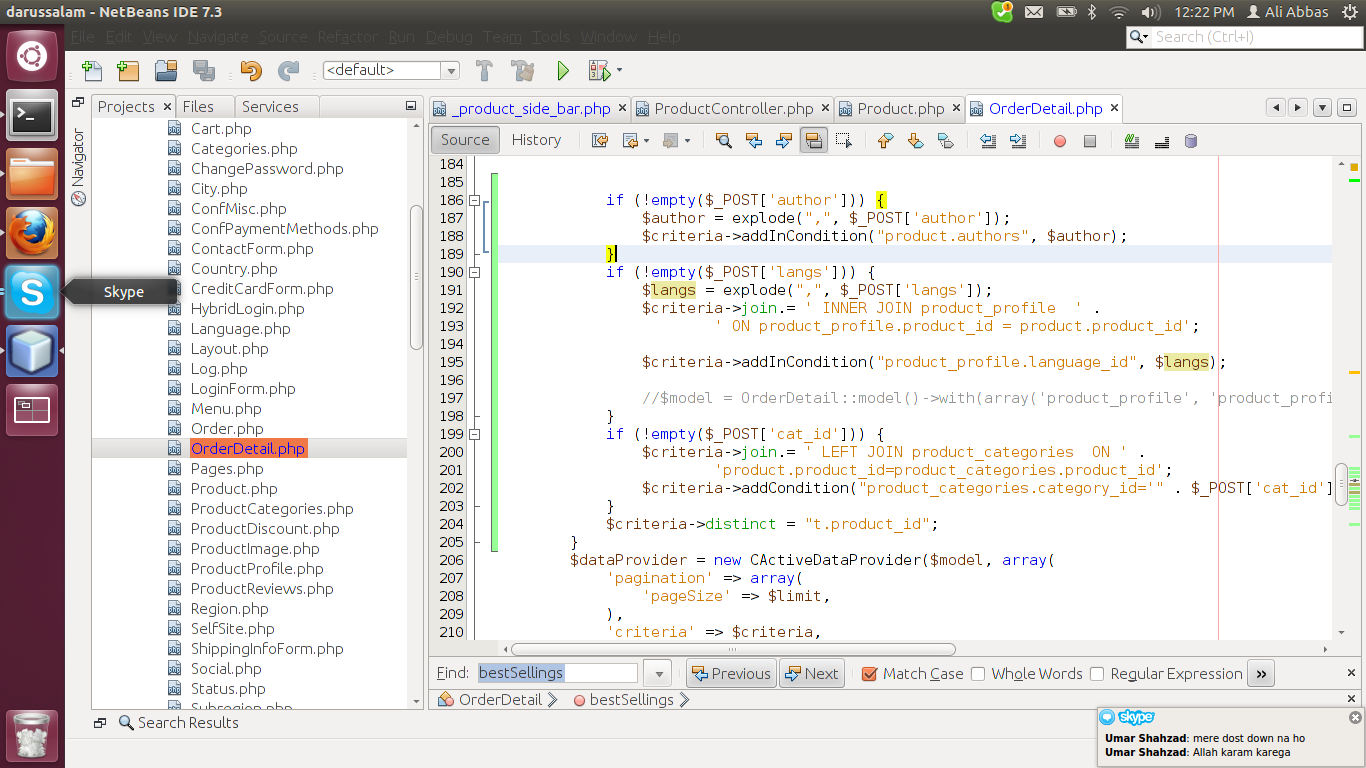 darussalam - NetBeans IDE 7.3
12:22 PM
Ali Abbas
File Edit View Navigate Source Refactor Run Debug Team Tools Window Help
Search (Ctrl+I)
<default>
Projects
Files
Services
_product_side_bar.php
ProductController.php
Product.php
OrderDetail.php
Navigator
Source
History
Cart.php
Categories.php
ChangePassword.php
City.php
ConfMisc.php
ConfPaymentMethods.php
ContactForm.php
Country.php
CreditCardForm.php
HybridLogin.php
Language.php
Layout.php
Log.php
LoginForm.php
Menu.php
Order.php
OrderDetail.php
Pages.php
Product.php
ProductCategories.php
ProductDiscount.php
ProductImage.php
ProductProfile.php
ProductReviews.php
Region.php
SelfSite.php
ShippingInfoForm.php
Social.php
Status.php
Subregion.php
Skype
184
185
186 if (!empty($_POST['author'])) {
187 $author = explode(",", $_POST['author']);
188 $criteria->addInCondition("product.authors", $author);
189 }
190 if (!empty($_POST['langs'])) {
191 $langs = explode(",", $_POST['langs']);
192 $criteria->join.= ' INNER JOIN product_profile  ' .
193 ' ON product_profile.product_id = product.product_id';
194
195 $criteria->addInCondition("product_profile.language_id", $langs);
196
197 //$model = OrderDetail::model()->with(array('product_profile', 'product_profi
198 }
199 if (!empty($_POST['cat_id'])) {
200 $criteria->join.= ' LEFT JOIN product_categories  ON ' .
201 'product.product_id=product_categories.product_id';
202 $criteria->addCondition("product_categories.category_id='" . $_POST['cat_id']
203 }
204 $criteria->distinct = "t.product_id";
205 }
206 $dataProvider = new CActiveDataProvider($model, array(
207 'pagination' => array(
208 'pageSize' => $limit,
209 ),
210 'criteria' => $criteria,
Find: bestSellings
Previous
Next
Match Case
Whole Words
Regular Expression
»
OrderDetail
bestSellings
Search Results
skype
Umar Shahzad: mere dost down na ho
Umar Shahzad: Allah karam karega